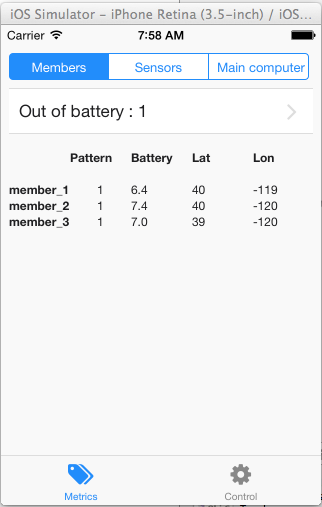 iOS Simulator – iPhone Retina (3.5-inch) / iOS...
Carrier 7:58 AM
Members Sensors Main computer
Out of battery : 1
Pattern Battery Lat Lon
member_1 1 6.4 40 -119
member_2 1 7.4 40 -120
member_3 1 7.0 39 -120
Metrics Control